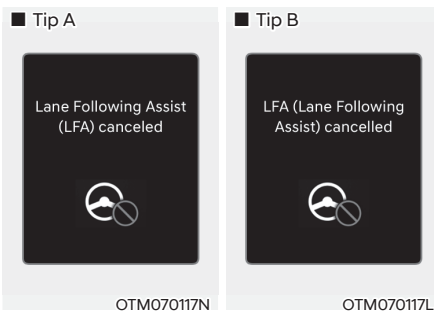 ■ Tip A
Lane Following Assist
(LFA) canceled
OTM070117N
■ Tip B
LFA (Lane Following
Assist) cancelled
OTM070117L